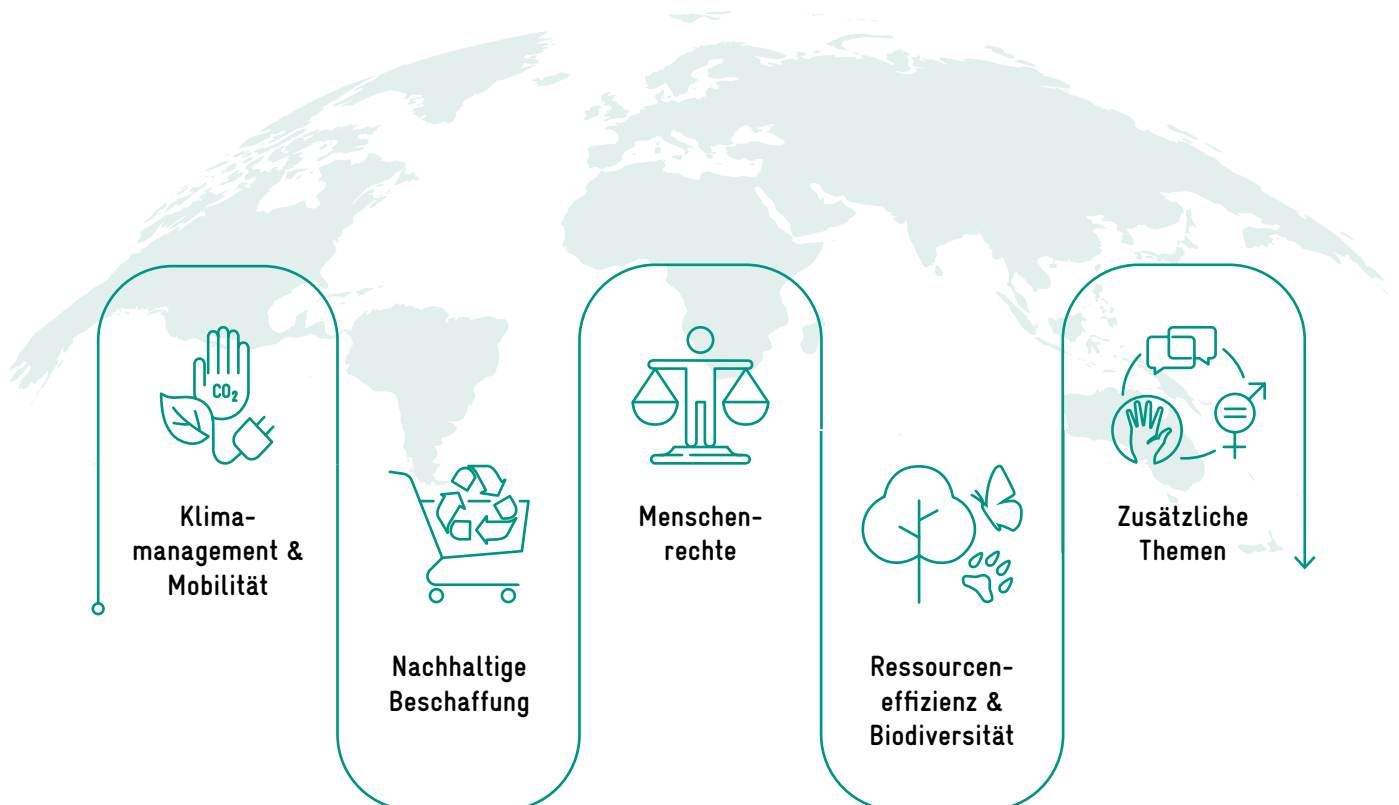 CO₂
Klima-
management &
Mobilität
Nachhaltige
Beschaffung
Menschen-
rechte
Ressourcen-
effizienz &
Biodiversität
Zusätzliche
Themen